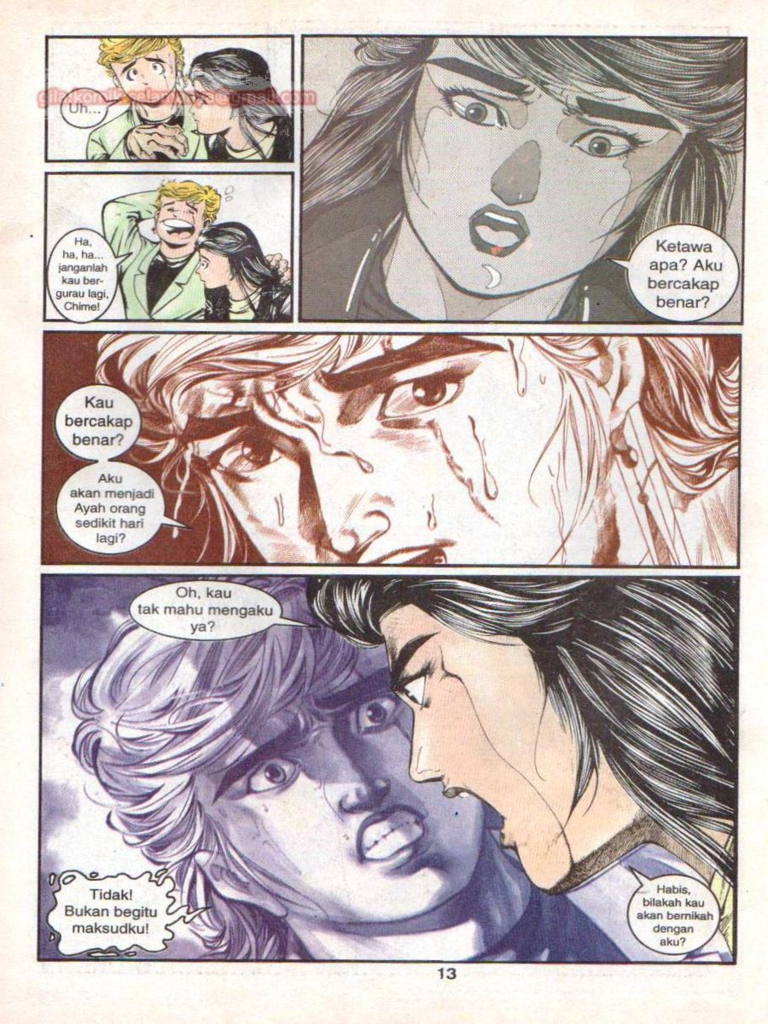 Uh...
Ha,
ha, ha...
janganlah
kau ber-
gurau lagi,
Chime!
Ketawa
apa? Aku
bercakap
benar?
Kau
bercakap
benar?
Aku
akan menjadi
Ayah orang
sedikit hari
lagi?
Oh, kau
tak mahu mengaku
ya?
Tidak!
Bukan begitu
maksudku!
Habis,
bilakah kau
akan bernikah
dengan
aku?
13